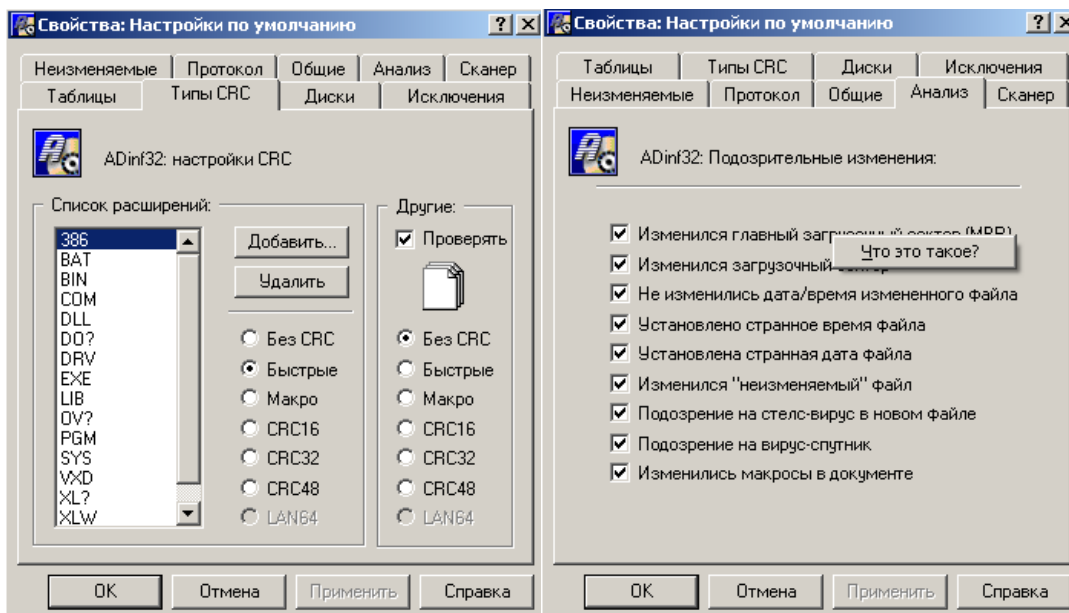 Свойства: Настройки по умолчанию
Неизменяемые Протокол Общие Анализ Сканер
Таблицы Типы CRC Диски Исключения
ADinf32: настройки CRC
Список расширений:
386
BAT
BIN
COM
DLL
DO?
DRV
EXE
LIB
OV?
PGM
SYS
VXD
XL?
XLW
Добавить...
Удалить
Без CRC
Быстрые
Макро
CRC16
CRC32
CRC48
LAN64
Другие:
Проверять
Без CRC
Быстрые
Макро
CRC16
CRC32
CRC48
LAN64
OK Отмена Применить Справка
Свойства: Настройки по умолчанию
Таблицы Типы CRC Диски Исключения
Неизменяемые Протокол Общие Анализ Сканер
ADinf32: Подозрительные изменения:
Изменился главный загрузочный сектор (MBR)
Что это такое?
Изменился загрузочный сектор
Не изменились дата/время измененного файла
Установлено странное время файла
Установлена странная дата файла
Изменился "неизменяемый" файл
Подозрение на стелс-вирус в новом файле
Подозрение на вирус-спутник
Изменились макросы в документе
OK Отмена Применить Справка